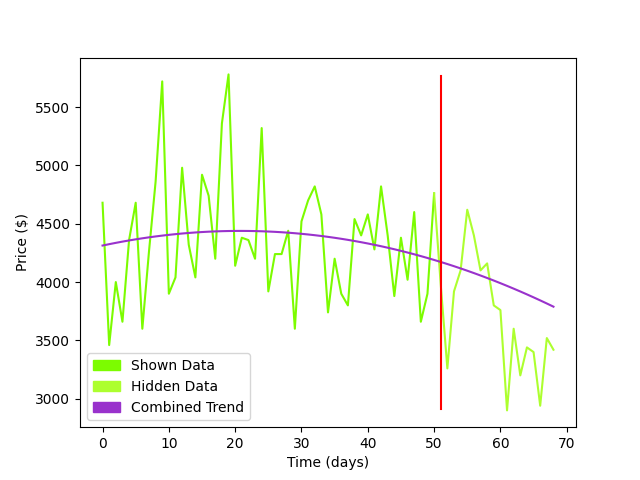 5500
5000
4500
4000
3500
3000
Price ($)
Shown Data
Hidden Data
Combined Trend
0 10 20 30 40 50 60 70
Time (days)